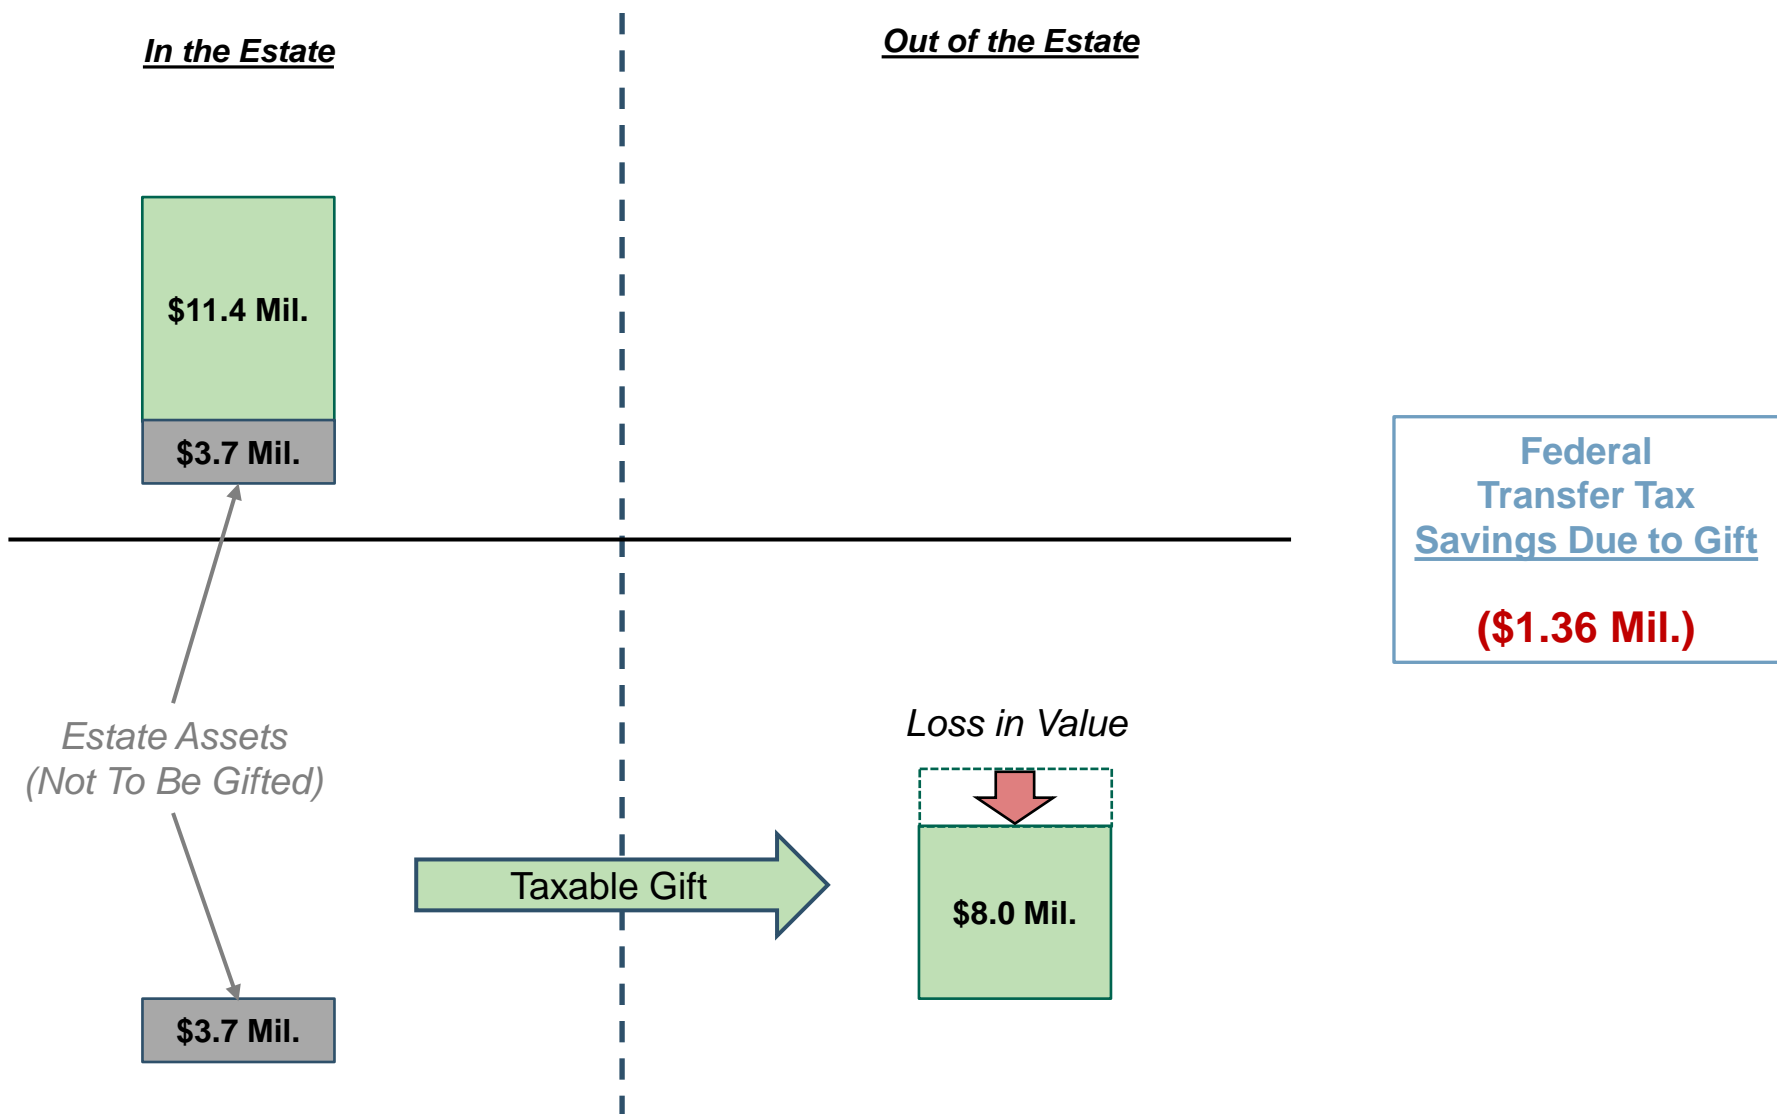 In the Estate
Out of the Estate
$11.4 Mil.
$3.7 Mil.
Federal
Transfer Tax
Savings Due to Gift
($1.36 Mil.)
Estate Assets
(Not To Be Gifted)
Loss in Value
Taxable Gift
$8.0 Mil.
$3.7 Mil.